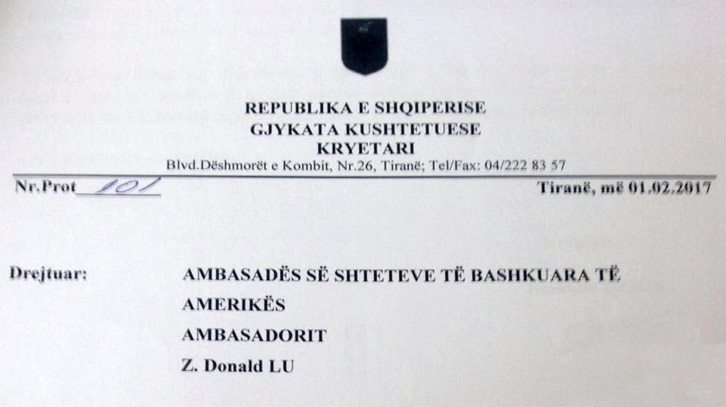 REPUBLIKA E SHQIPERISE
GJYKATA KUSHTETUESE
KRYETARI
Blvd.Dëshmorët e Kombit, Nr.26, Tiranë; Tel/Fax: 04/222 83 57
Nr.Prot 101 Tiranë, më 01.02.2017
Drejtuar: AMBASADËS SË SHTETEVE TË BASHKUARA TË
AMERIKËS
AMBASADORIT
Z. Donald LU